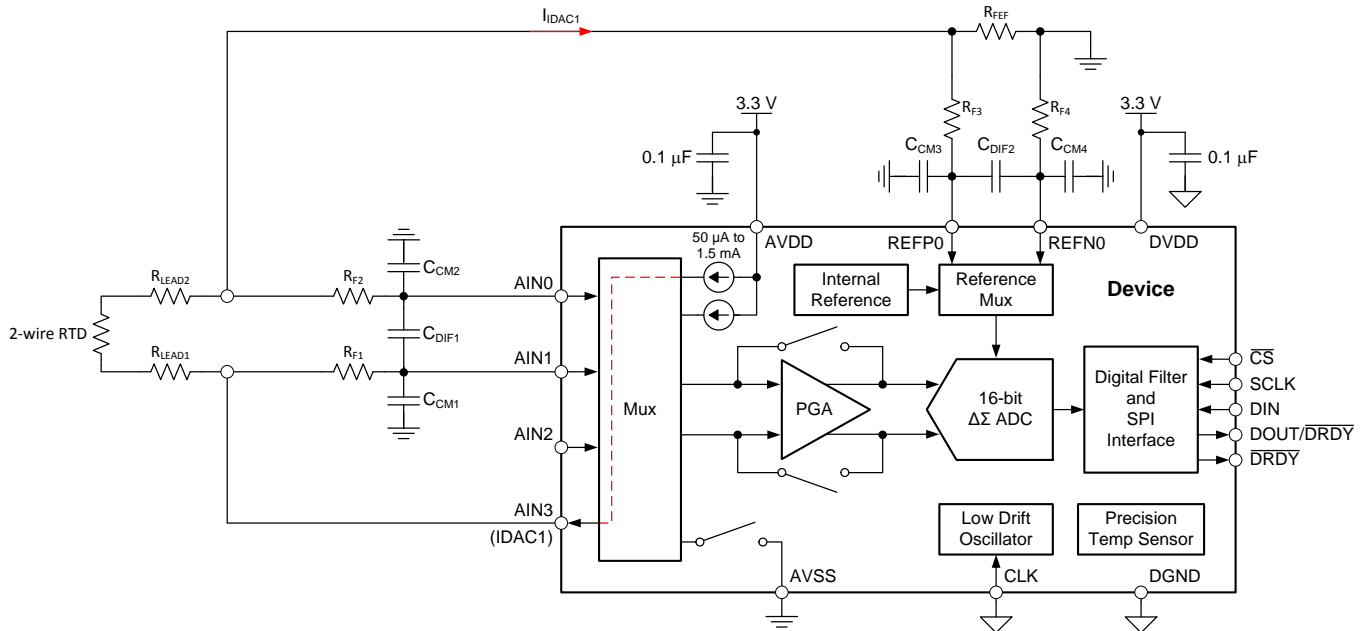 IIDAC1
RFEF
3.3 V
3.3 V
RF3
RF4
0.1 µF
CCM3
CDIF2
CCM4
0.1 µF
AVDD
REFP0
REFN0
DVDD
50 µA to
1.5 mA
Internal
Reference
Reference
Mux
Device
CCM2
RLEAD2
RF2
AIN0
2-wire RTD
CDIF1
RLEAD1
RF1
AIN1
CCM1
Mux
PGA
16-bit
ΔΣ ADC
Digital Filter
and
SPI
Interface
CS
SCLK
DIN
DOUT/DRDY
DRDY
AIN2
AIN3
(IDAC1)
Low Drift
Oscillator
Precision
Temp Sensor
AVSS
CLK
DGND